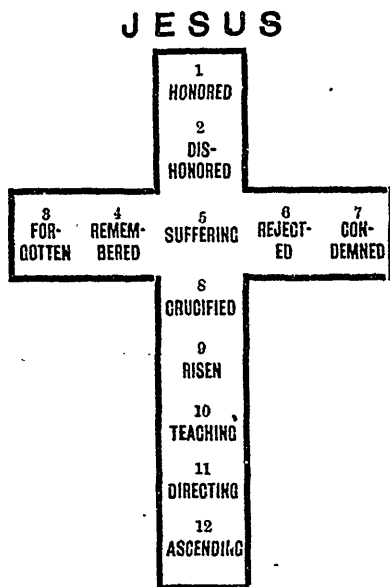 JESUS
1
HONORED
2
DIS-
HONORED
3 4 5 6 7
FOR- REMEM- SUFFERING REJECT- CON-
GOTTEN BERED ED DEMNED
8
CRUCIFIED
9
RISEN
10
TEACHING
11
DIRECTING
12
ASCENDING